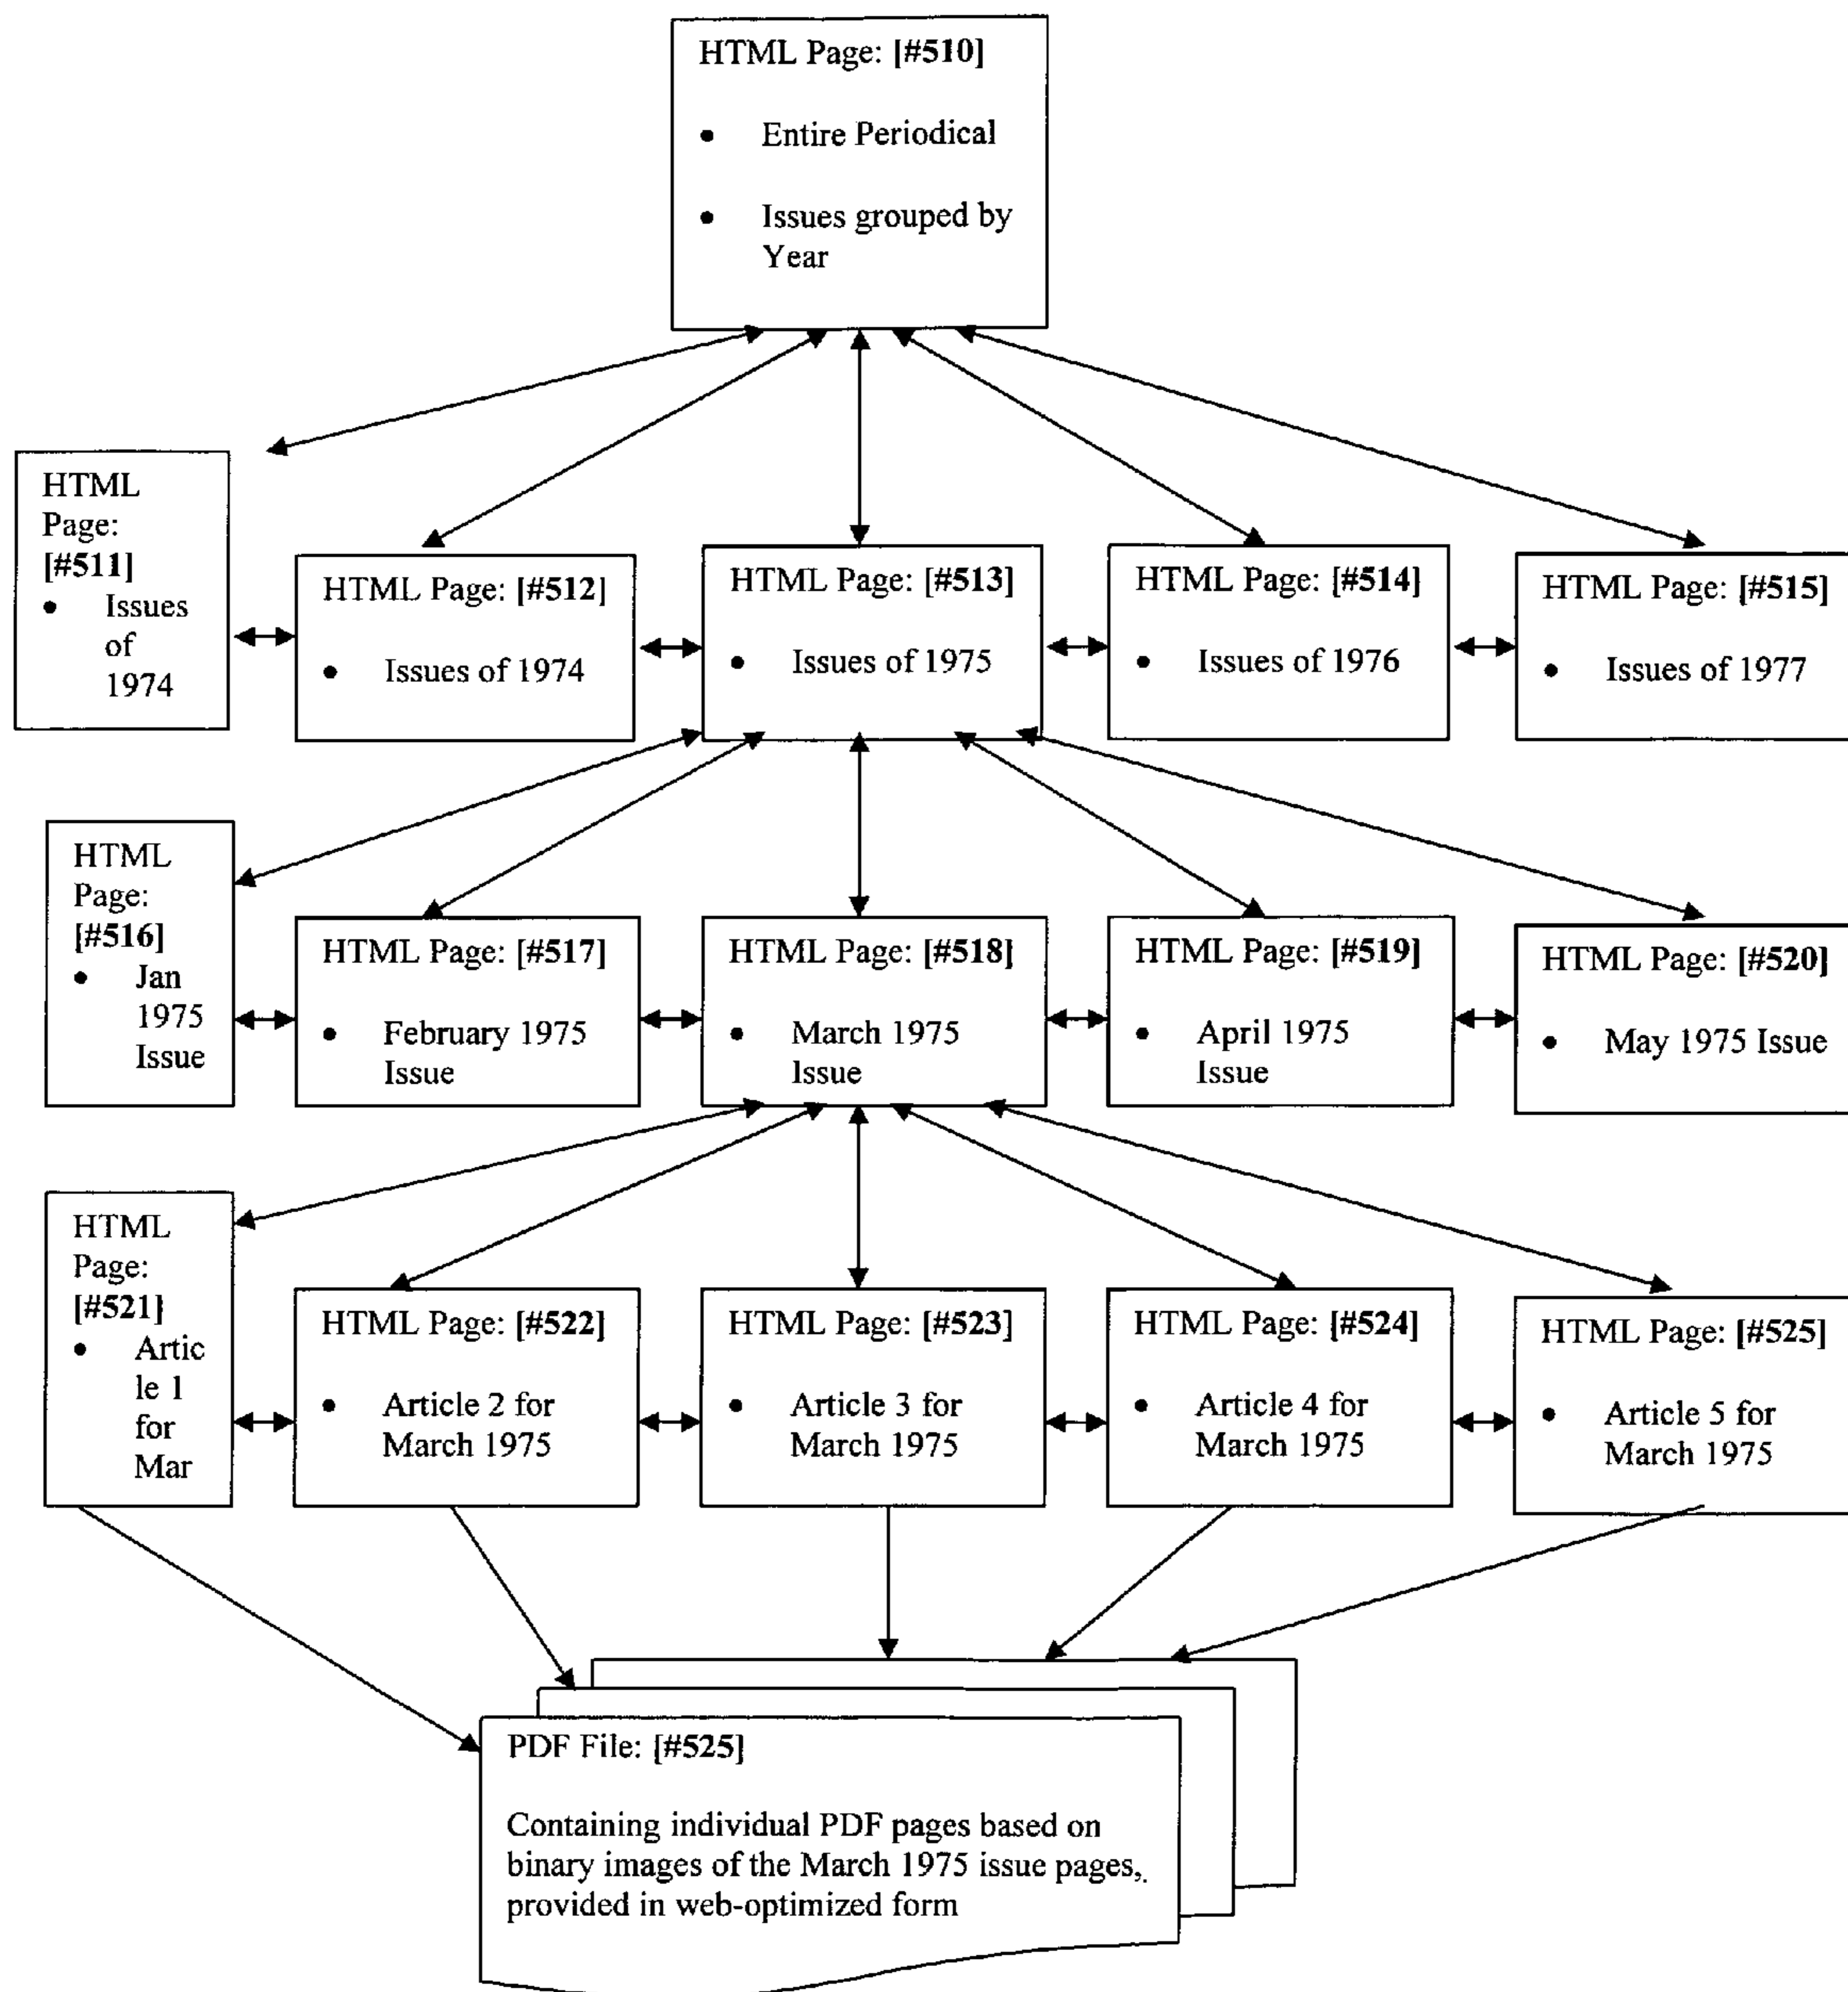 HTML Page: [#510]
• Entire Periodical
• Issues grouped by
Year
HTML
Page:
[#511]
• Issues
of
1974
HTML Page: [#512]
• Issues of 1974
HTML Page: [#513]
• Issues of 1975
HTML Page: [#514]
• Issues of 1976
HTML Page: [#515]
• Issues of 1977
HTML
Page:
[#516]
• Jan
1975
Issue
HTML Page: [#517]
• February 1975
Issue
HTML Page: [#518]
• March 1975
Issue
HTML Page: [#519]
• April 1975
Issue
HTML Page: [#520]
• May 1975 Issue
HTML
Page:
[#521]
• Artic
le 1
for
Mar
HTML Page: [#522]
• Article 2 for
March 1975
HTML Page: [#523]
• Article 3 for
March 1975
HTML Page: [#524]
• Article 4 for
March 1975
HTML Page: [#525]
• Article 5 for
March 1975
PDF File: [#525]
Containing individual PDF pages based on
binary images of the March 1975 issue pages,
provided in web-optimized form